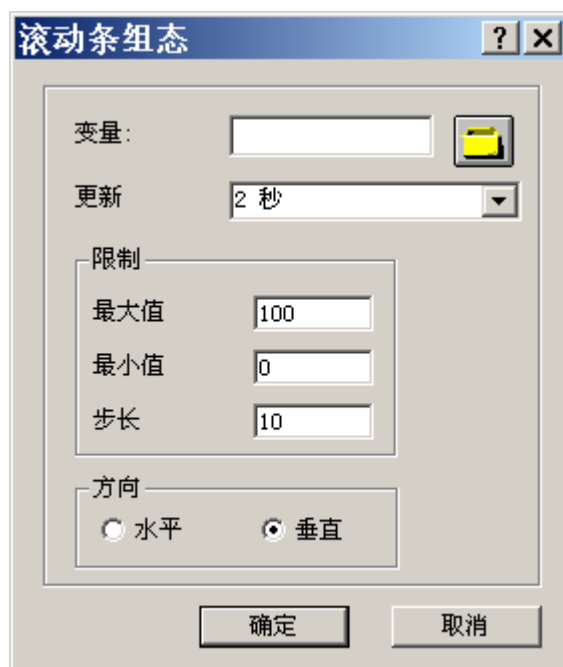 滚动条组态
变量:
更新 2 秒
限制
最大值 100
最小值 0
步长 10
方向
水平 垂直
确定 取消